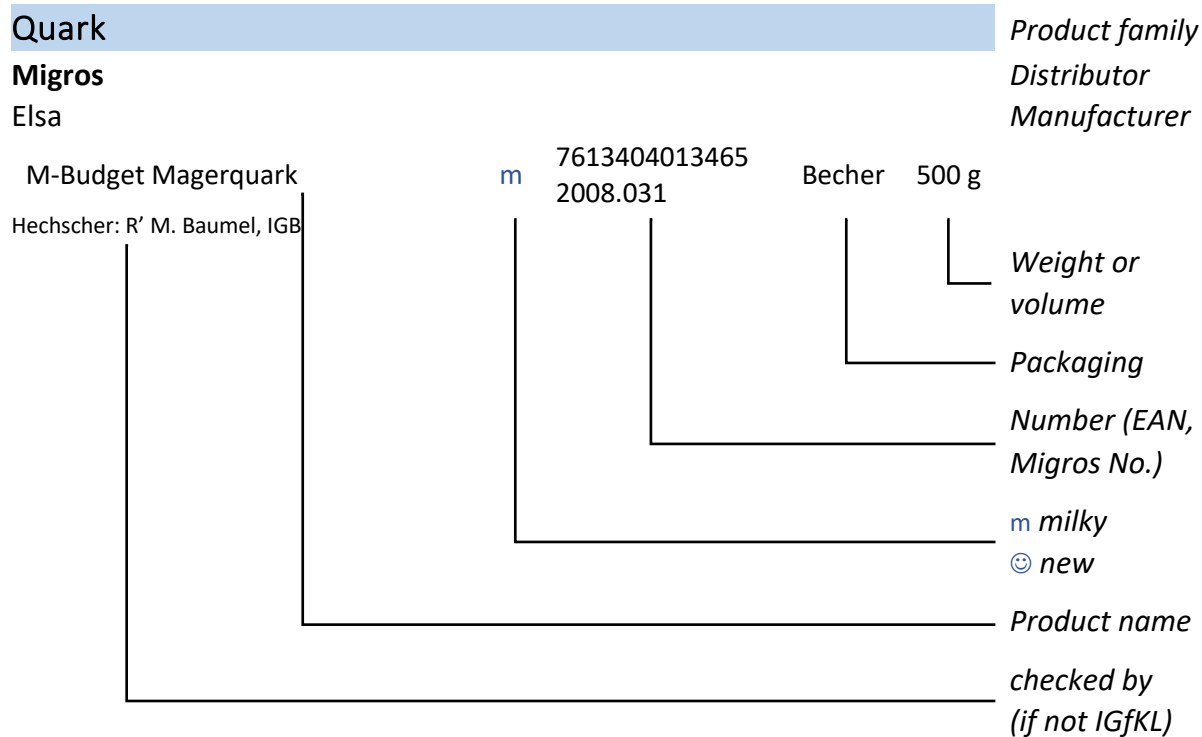 Quark Product family
Migros Distributor
Elsa Manufacturer
M-Budget Magerquark m 7613404013465 Becher 500 g
2008.031
Hechscher: R’ M. Baumel, IGB
Weight or
volume
Packaging
Number (EAN,
Migros No.)
m milky
☺ new
Product name
checked by
(if not IGfKL)